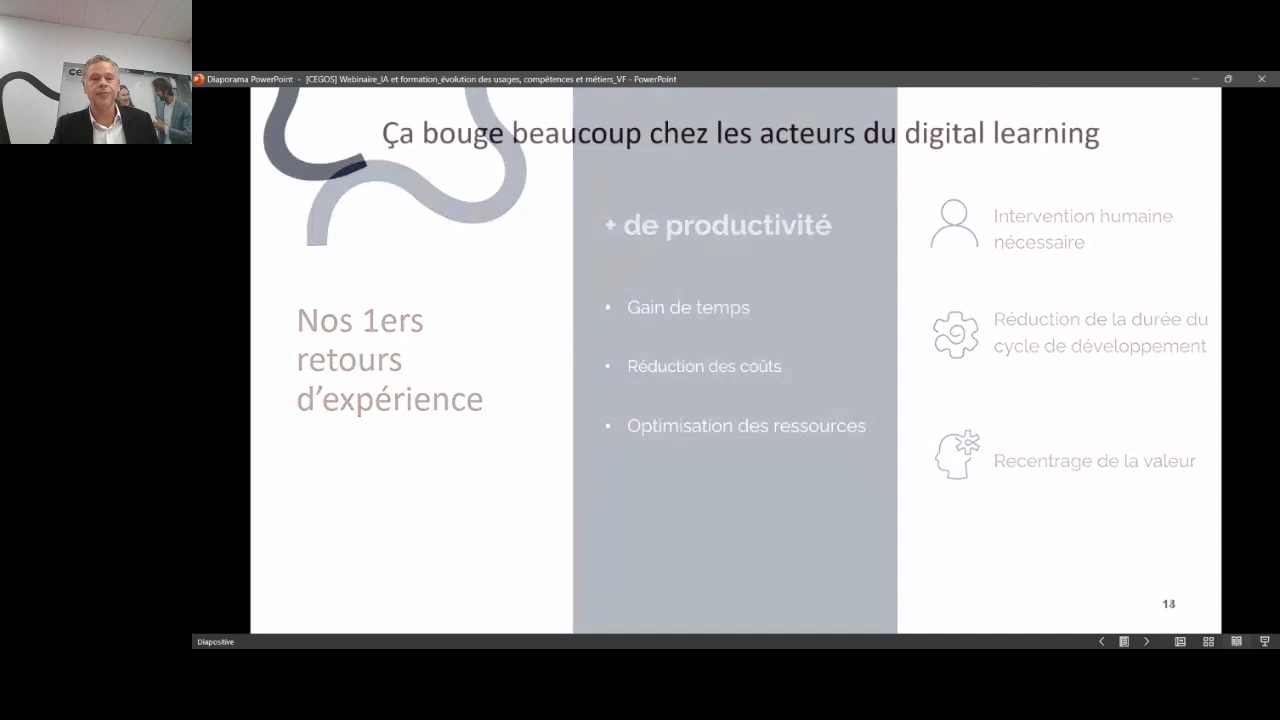 Diaporama PowerPoint - [CEGOS] Webinaire_IA et formation_évolution des usages, compétences et métiers_VF - PowerPoint
Ça bouge beaucoup chez les acteurs du digital learning
Nos 1ers
retours
d’expérience
+ de productivité
• Gain de temps
• Réduction des coûts
• Optimisation des ressources
Intervention humaine
nécessaire
Réduction de la durée du
cycle de développement
Recentrage de la valeur
Diapositive